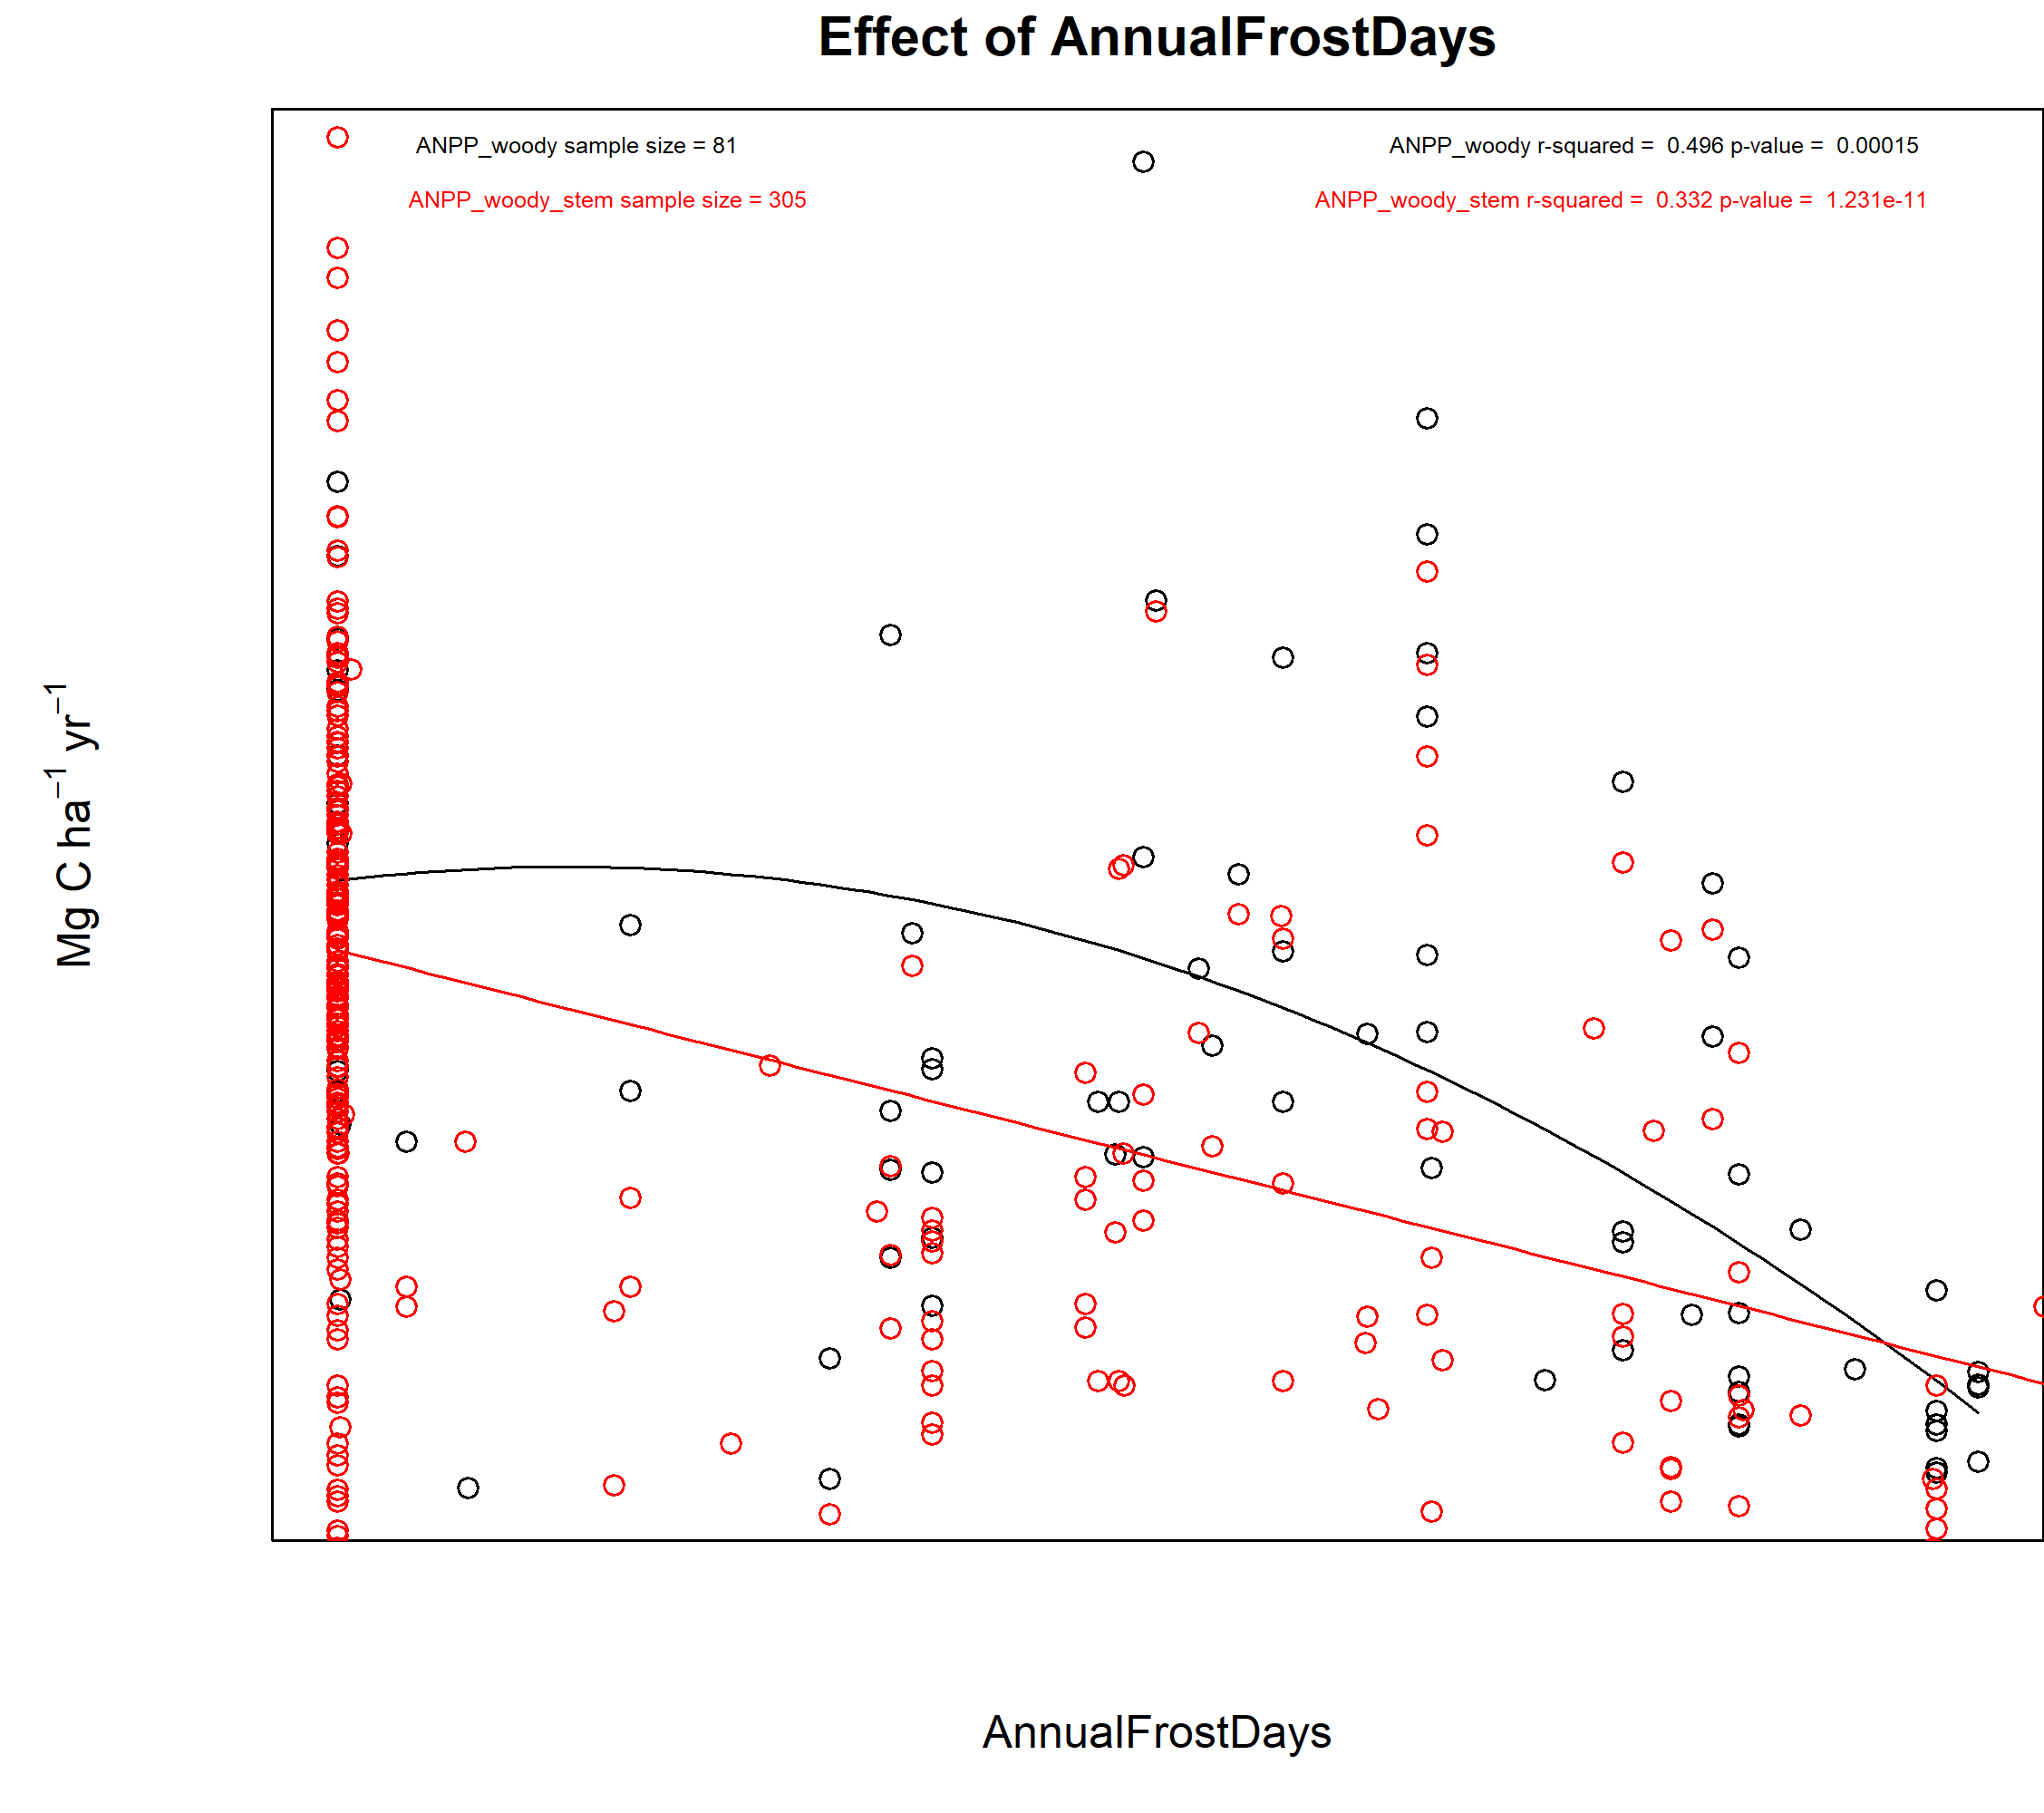 Effect of AnnualFrostDays
ANPP_woody sample size = 81
ANPP_woody r-squared = 0.496 p-value = 0.00015
ANPP_woody_stem sample size = 305
ANPP_woody_stem r-squared = 0.332 p-value = 1.231e-11
Mg C ha⁻¹ yr⁻¹
AnnualFrostDays